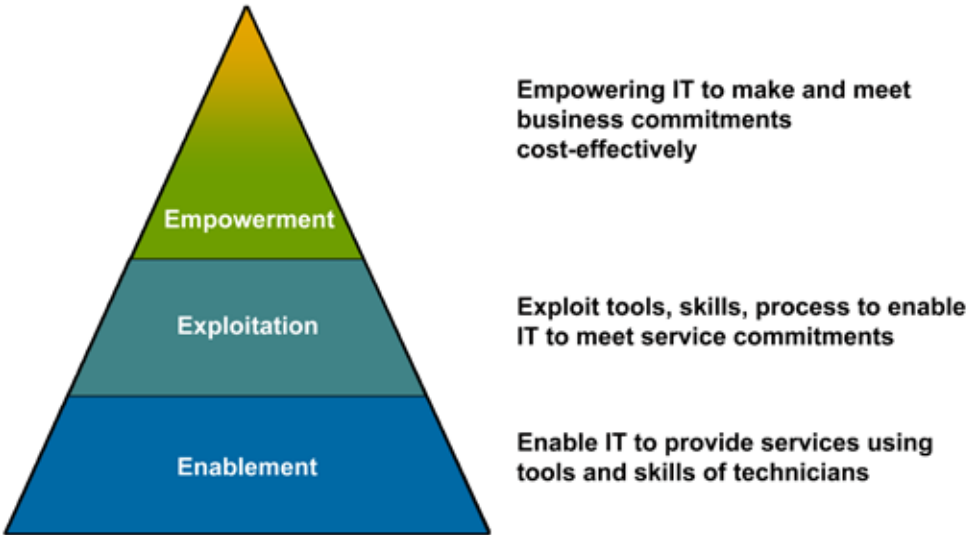 Empowering IT to make and meet
business commitments
cost-effectively
Empowerment
Exploit tools, skills, process to enable
IT to meet service commitments
Exploitation
Enable IT to provide services using
tools and skills of technicians
Enablement